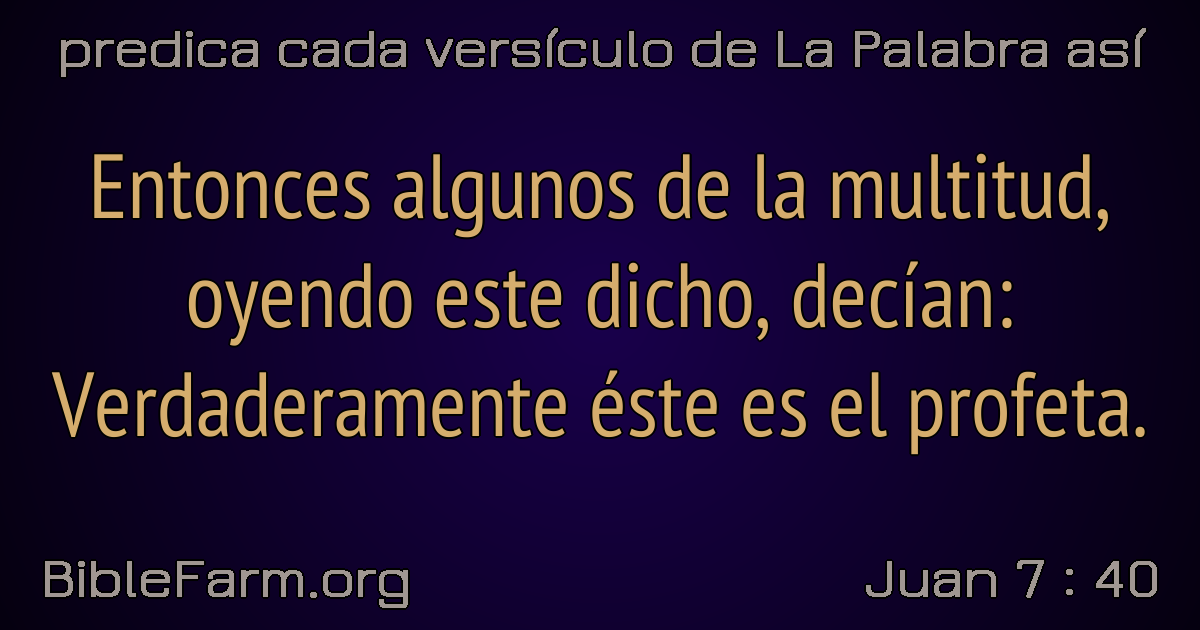 predica cada versículo de La Palabra así
Entonces algunos de la multitud,
oyendo este dicho, decían:
Verdaderamente éste es el profeta.
BibleFarm.org
Juan 7 : 40